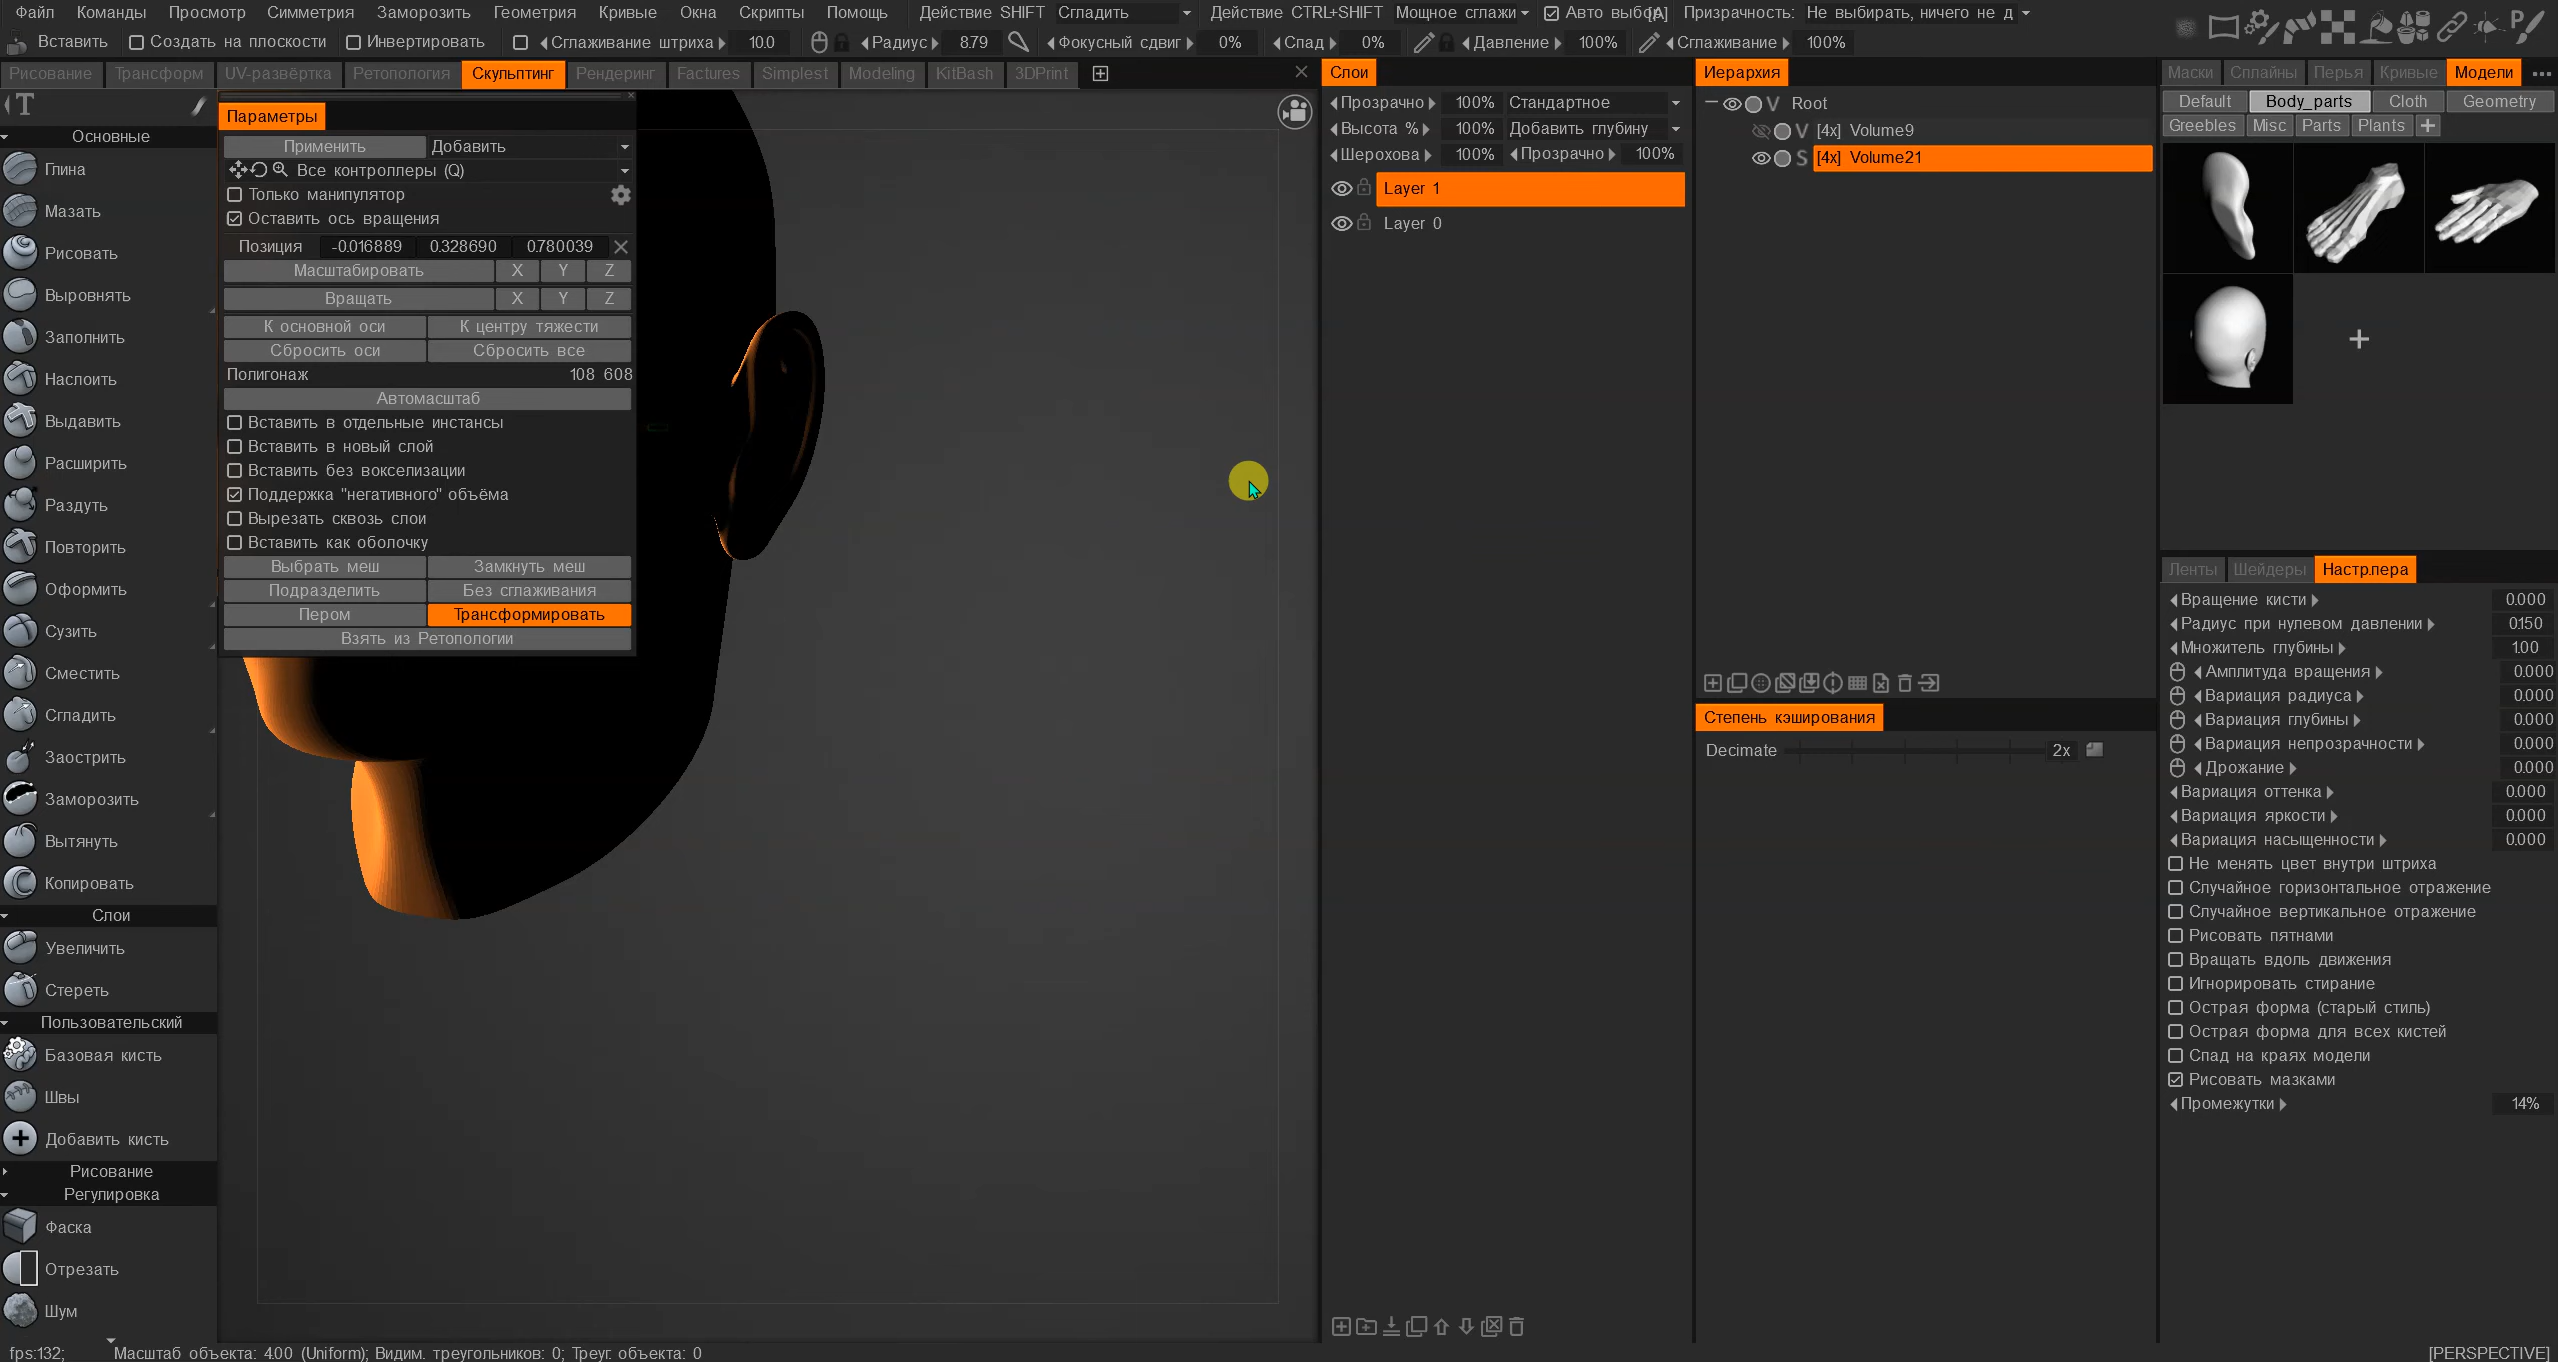 Файл Команды Просмотр Симметрия Заморозить Геометрия Кривые Окна Скрипты Помощь Действие SHIFT Сгладить Действие CTRL+SHIFT Мощное сглажи Авто выбор [A] Призрачность: Не выбирать, ничего не д
Вставить Создать на плоскости Инвертировать Сглаживание штриха 10.0 Радиус 8.79 Фокусный сдвиг 0% Спад 0% Давление 100% Сглаживание 100%
Рисование Трансформ UV-развёртка Ретопология Скульптинг Рендеринг Factures Simplest Modeling KitBash 3DPrint
T
Основные
Глина
Мазать
Рисовать
Выровнять
Заполнить
Наслоить
Выдавить
Расширить
Раздуть
Повторить
Оформить
Сузить
Сместить
Сгладить
Заострить
Заморозить
Вытянуть
Копировать
Слои
Увеличить
Стереть
Пользовательский
Базовая кисть
Швы
Добавить кисть
Рисование
Регулировка
Фаска
Отрезать
Шум
Параметры
Применить Добавить
Все контроллеры (Q)
Только манипулятор
Оставить ось вращения
Позиция -0.016889 0.328690 0.780039
Масштабировать X Y Z
Вращать X Y Z
К основной оси К центру тяжести
Сбросить оси Сбросить все
Полигонаж 108 608
Автомасштаб
Вставить в отдельные инстансы
Вставить в новый слой
Вставить без вокселизации
Поддержка "негативного" объёма
Вырезать сквозь слои
Вставить как оболочку
Выбрать меш Замкнуть меш
Подразделить Без сглаживания
Пером Трансформировать
Взять из Ретопологии
Слои
Прозрачно 100% Стандартное
Высота % 100% Добавить глубину
Шерохова 100% Прозрачно 100%
Layer 1
Layer 0
Иерархия
V Root
V [4x] Volume9
S [4x] Volume21
Степень кэширования
Decimate 2x
Маски Сплайны Перья Кривые Модели
Default Body_parts Cloth Geometry
Greebles Misc Parts Plants
Ленты Шейдеры Настр.пера
Вращение кисти 0.000
Радиус при нулевом давлении 0.150
Множитель глубины 1.00
Амплитуда вращения 0.000
Вариация радиуса 0.000
Вариация глубины 0.000
Вариация непрозрачности 0.000
Дрожание 0.000
Вариация оттенка 0.000
Вариация яркости 0.000
Вариация насыщенности 0.000
Не менять цвет внутри штриха
Случайное горизонтальное отражение
Случайное вертикальное отражение
Рисовать пятнами
Вращать вдоль движения
Игнорировать стирание
Острая форма (старый стиль)
Острая форма для всех кистей
Спад на краях модели
Рисовать мазками
Промежутки 14%
fps:132; Масштаб объекта: 4.00 (Uniform); Видим. треугольников: 0; Треуг. объекта: 0 [PERSPECTIVE]